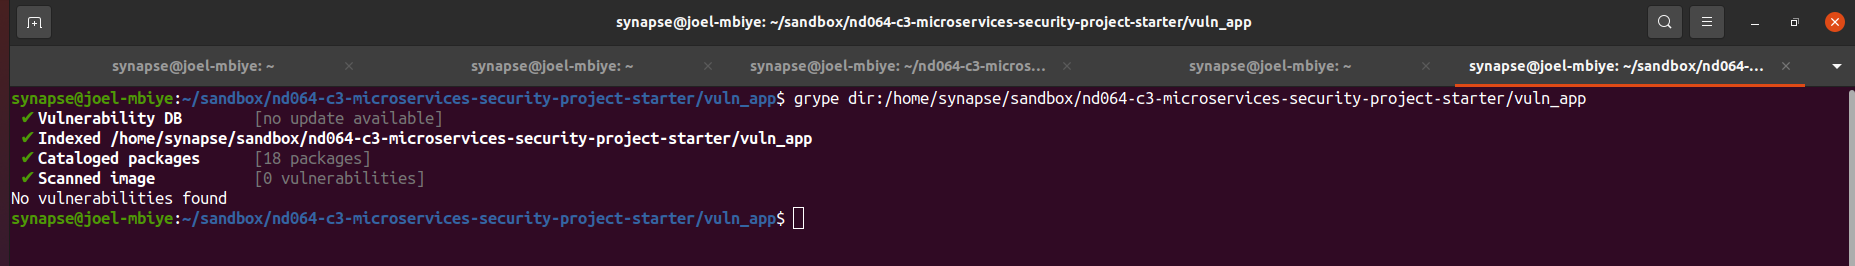 synapse@joel-mbiye: ~/sandbox/nd064-c3-microservices-security-project-starter/vuln_app
synapse@joel-mbiye: ~ synapse@joel-mbiye: ~ synapse@joel-mbiye: ~/nd064-c3-micros... synapse@joel-mbiye: ~ synapse@joel-mbiye: ~/sandbox/nd064-...
synapse@joel-mbiye:~/sandbox/nd064-c3-microservices-security-project-starter/vuln_app$ grype dir:/home/synapse/sandbox/nd064-c3-microservices-security-project-starter/vuln_app
✔ Vulnerability DB [no update available]
✔ Indexed /home/synapse/sandbox/nd064-c3-microservices-security-project-starter/vuln_app
✔ Cataloged packages [18 packages]
✔ Scanned image [0 vulnerabilities]
No vulnerabilities found
synapse@joel-mbiye:~/sandbox/nd064-c3-microservices-security-project-starter/vuln_app$